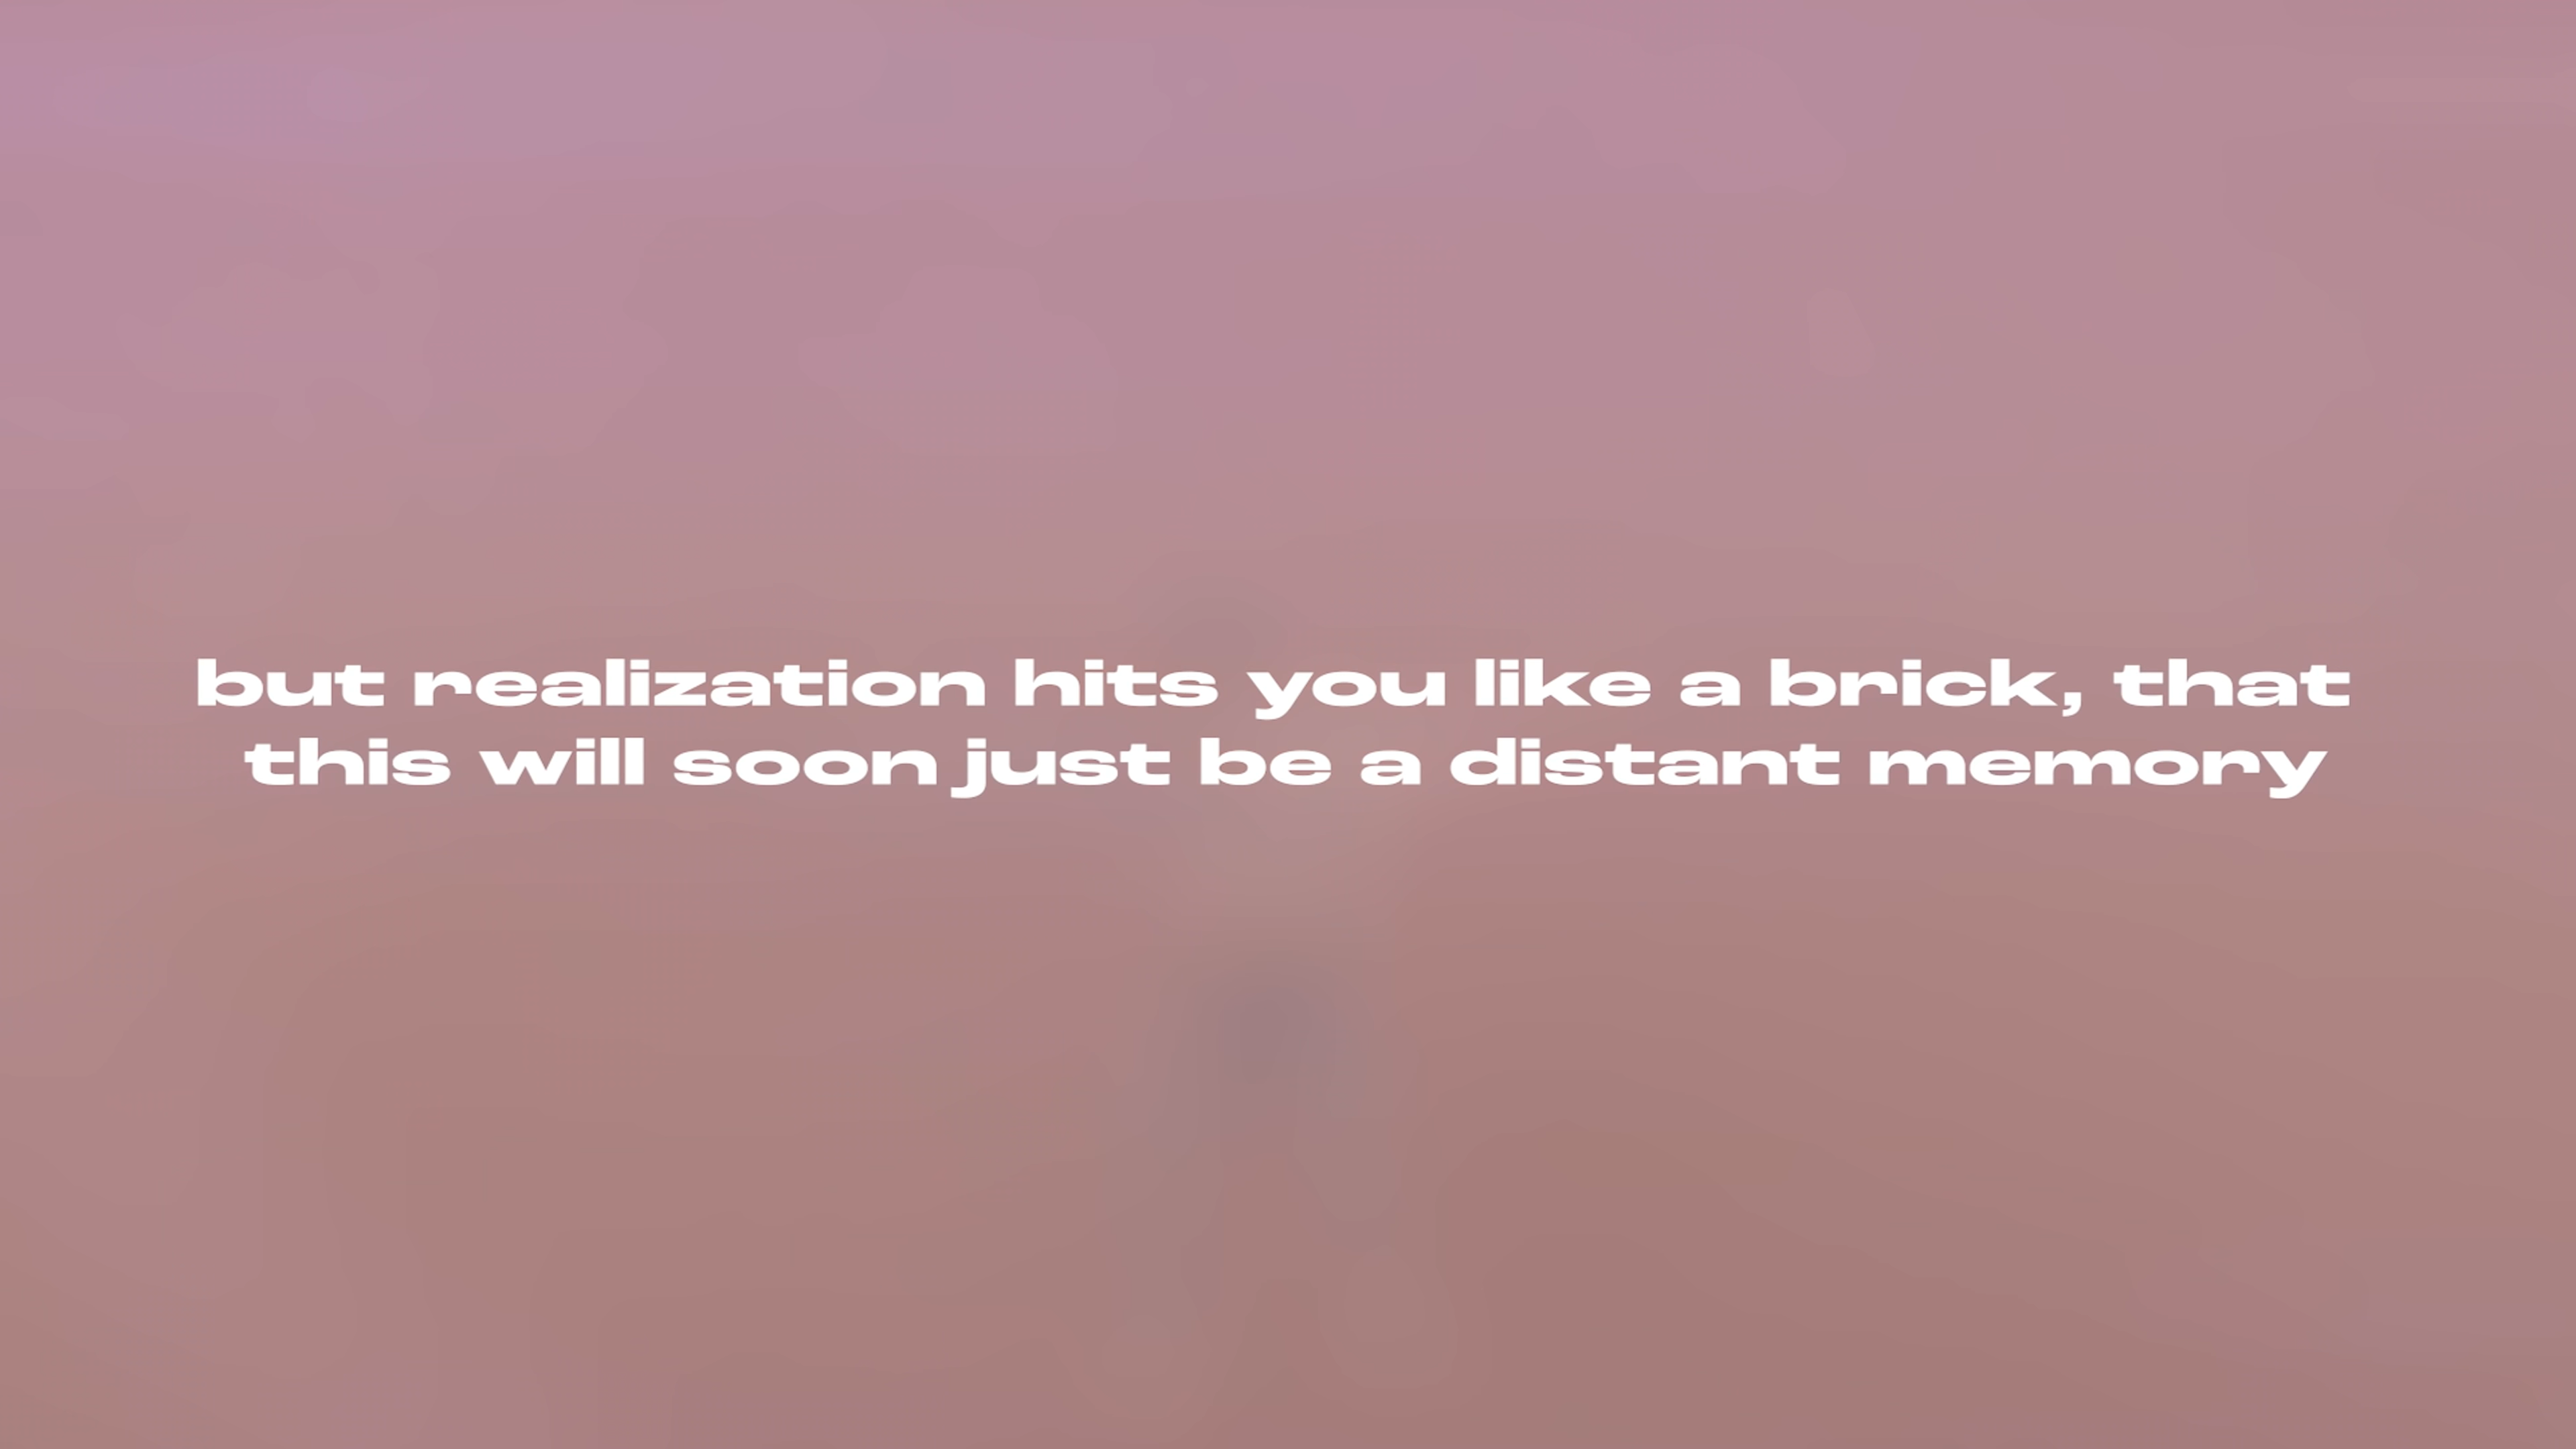 but realization hits you like a brick, that
this will soon just be a distant memory